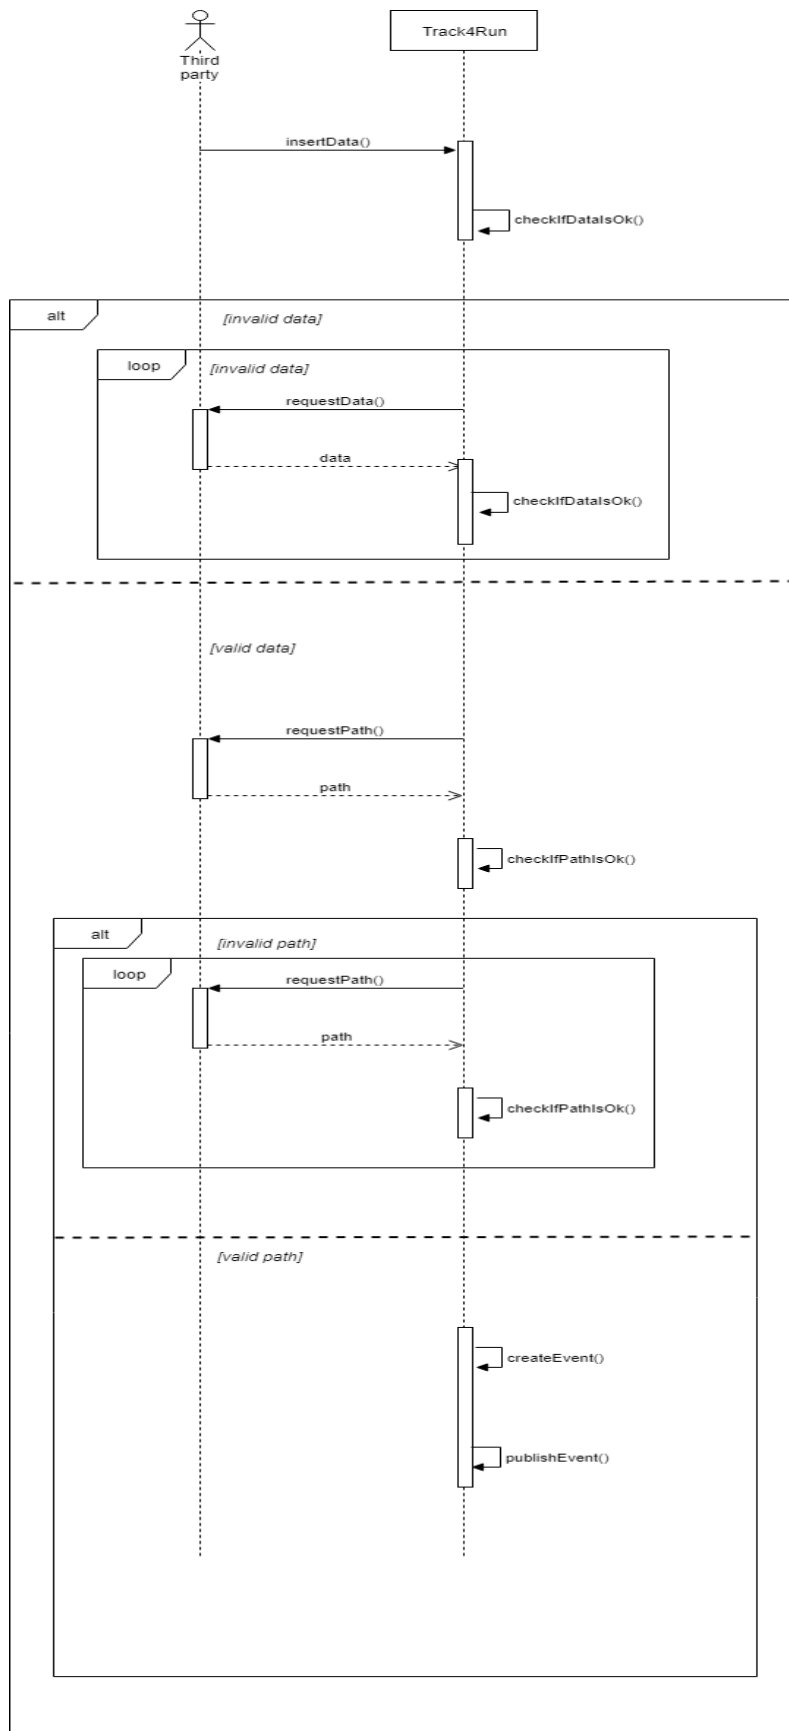 Third
party
Track4Run
insertData()
checkIfDataIsOk()
alt
[invalid data]
loop
[invalid data]
requestData()
data
checkIfDataIsOk()
[valid data]
requestPath()
path
checkIfPathIsOk()
alt
[invalid path]
loop
requestPath()
path
checkIfPathIsOk()
[valid path]
createEvent()
publishEvent()